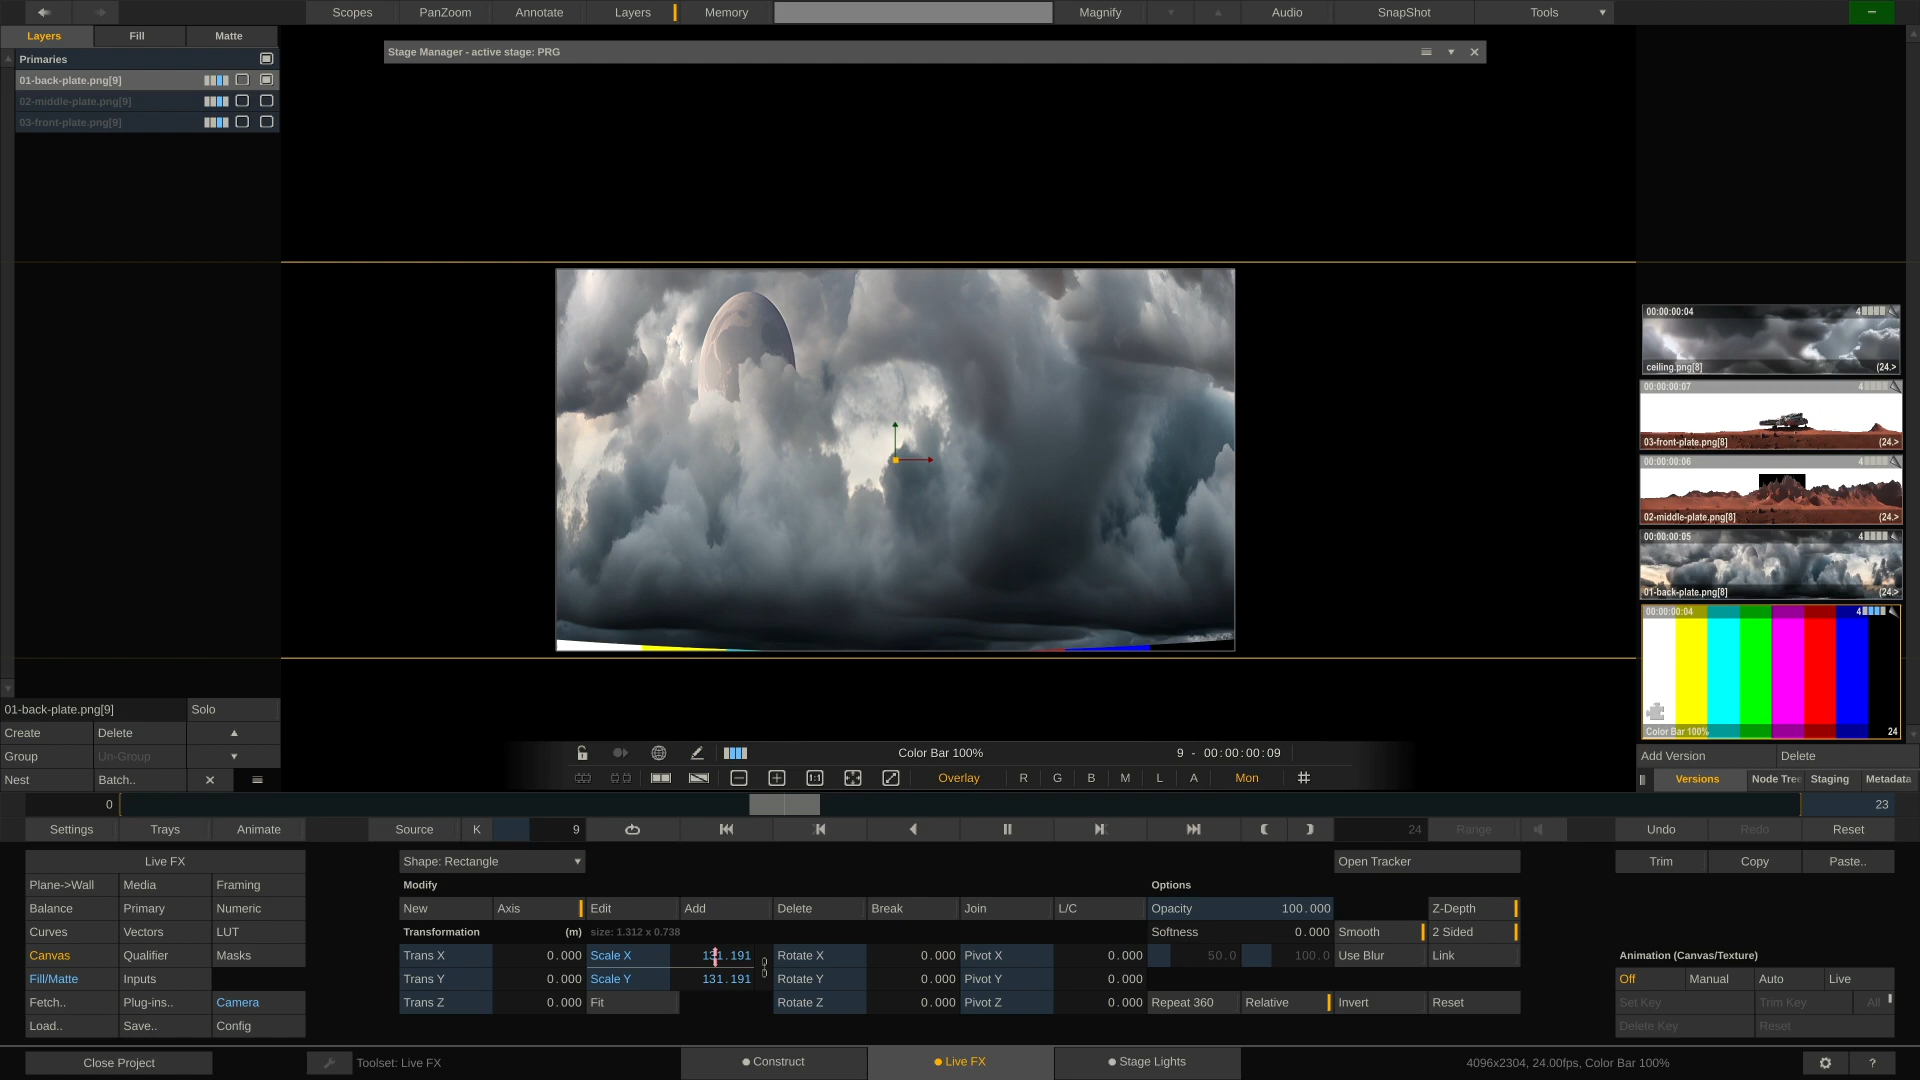 Scopes PanZoom Annotate Layers Memory Magnify Audio SnapShot Tools
Layers Fill Matte
Stage Manager - active stage: PRG
Primaries
01-back-plate.png[9]
02-middle-plate.png[9]
03-front-plate.png[9]
00:00:00:04 4
ceiling.png[8] (24.>
00:00:00:07 4
03-front-plate.png[8] (24.>
00:00:00:06 4
02-middle-plate.png[8] (24.>
00:00:00:05 4
01-back-plate.png[8] (24.>
00:00:00:04 4
Color Bar 100% 24
01-back-plate.png[9] Solo
Create Delete
Group Un-Group
Nest Batch..
Color Bar 100% 9 - 00:00:00:09
1:1 Overlay R G B M L A Mon
Add Version Delete
Versions Node Tree Staging Metadata
0 23
Settings Trays Animate Source K 9 24 Range Undo Redo Reset
Live FX Shape: Rectangle Open Tracker Trim Copy Paste..
Plane->Wall Media Framing Modify Options
Balance Primary Numeric New Axis Edit Add Delete Break Join L/C Opacity 100.000 Z-Depth
Curves Vectors LUT Transformation (m) size: 1.312 x 0.738 Softness 0.000 Smooth 2 Sided
Canvas Qualifier Masks Trans X 0.000 Scale X 131.191 Rotate X 0.000 Pivot X 0.000 50.0 100.0 Use Blur Link Animation (Canvas/Texture)
Fill/Matte Inputs Trans Y 0.000 Scale Y 131.191 Rotate Y 0.000 Pivot Y 0.000 Off Manual Auto Live
Fetch.. Plug-ins.. Camera Trans Z 0.000 Fit Rotate Z 0.000 Pivot Z 0.000 Repeat 360 Relative Invert Reset Set Key Trim Key All
Load.. Save.. Config Delete Key Reset
Close Project Toolset: Live FX Construct Live FX Stage Lights 4096x2304, 24.00fps, Color Bar 100% ?